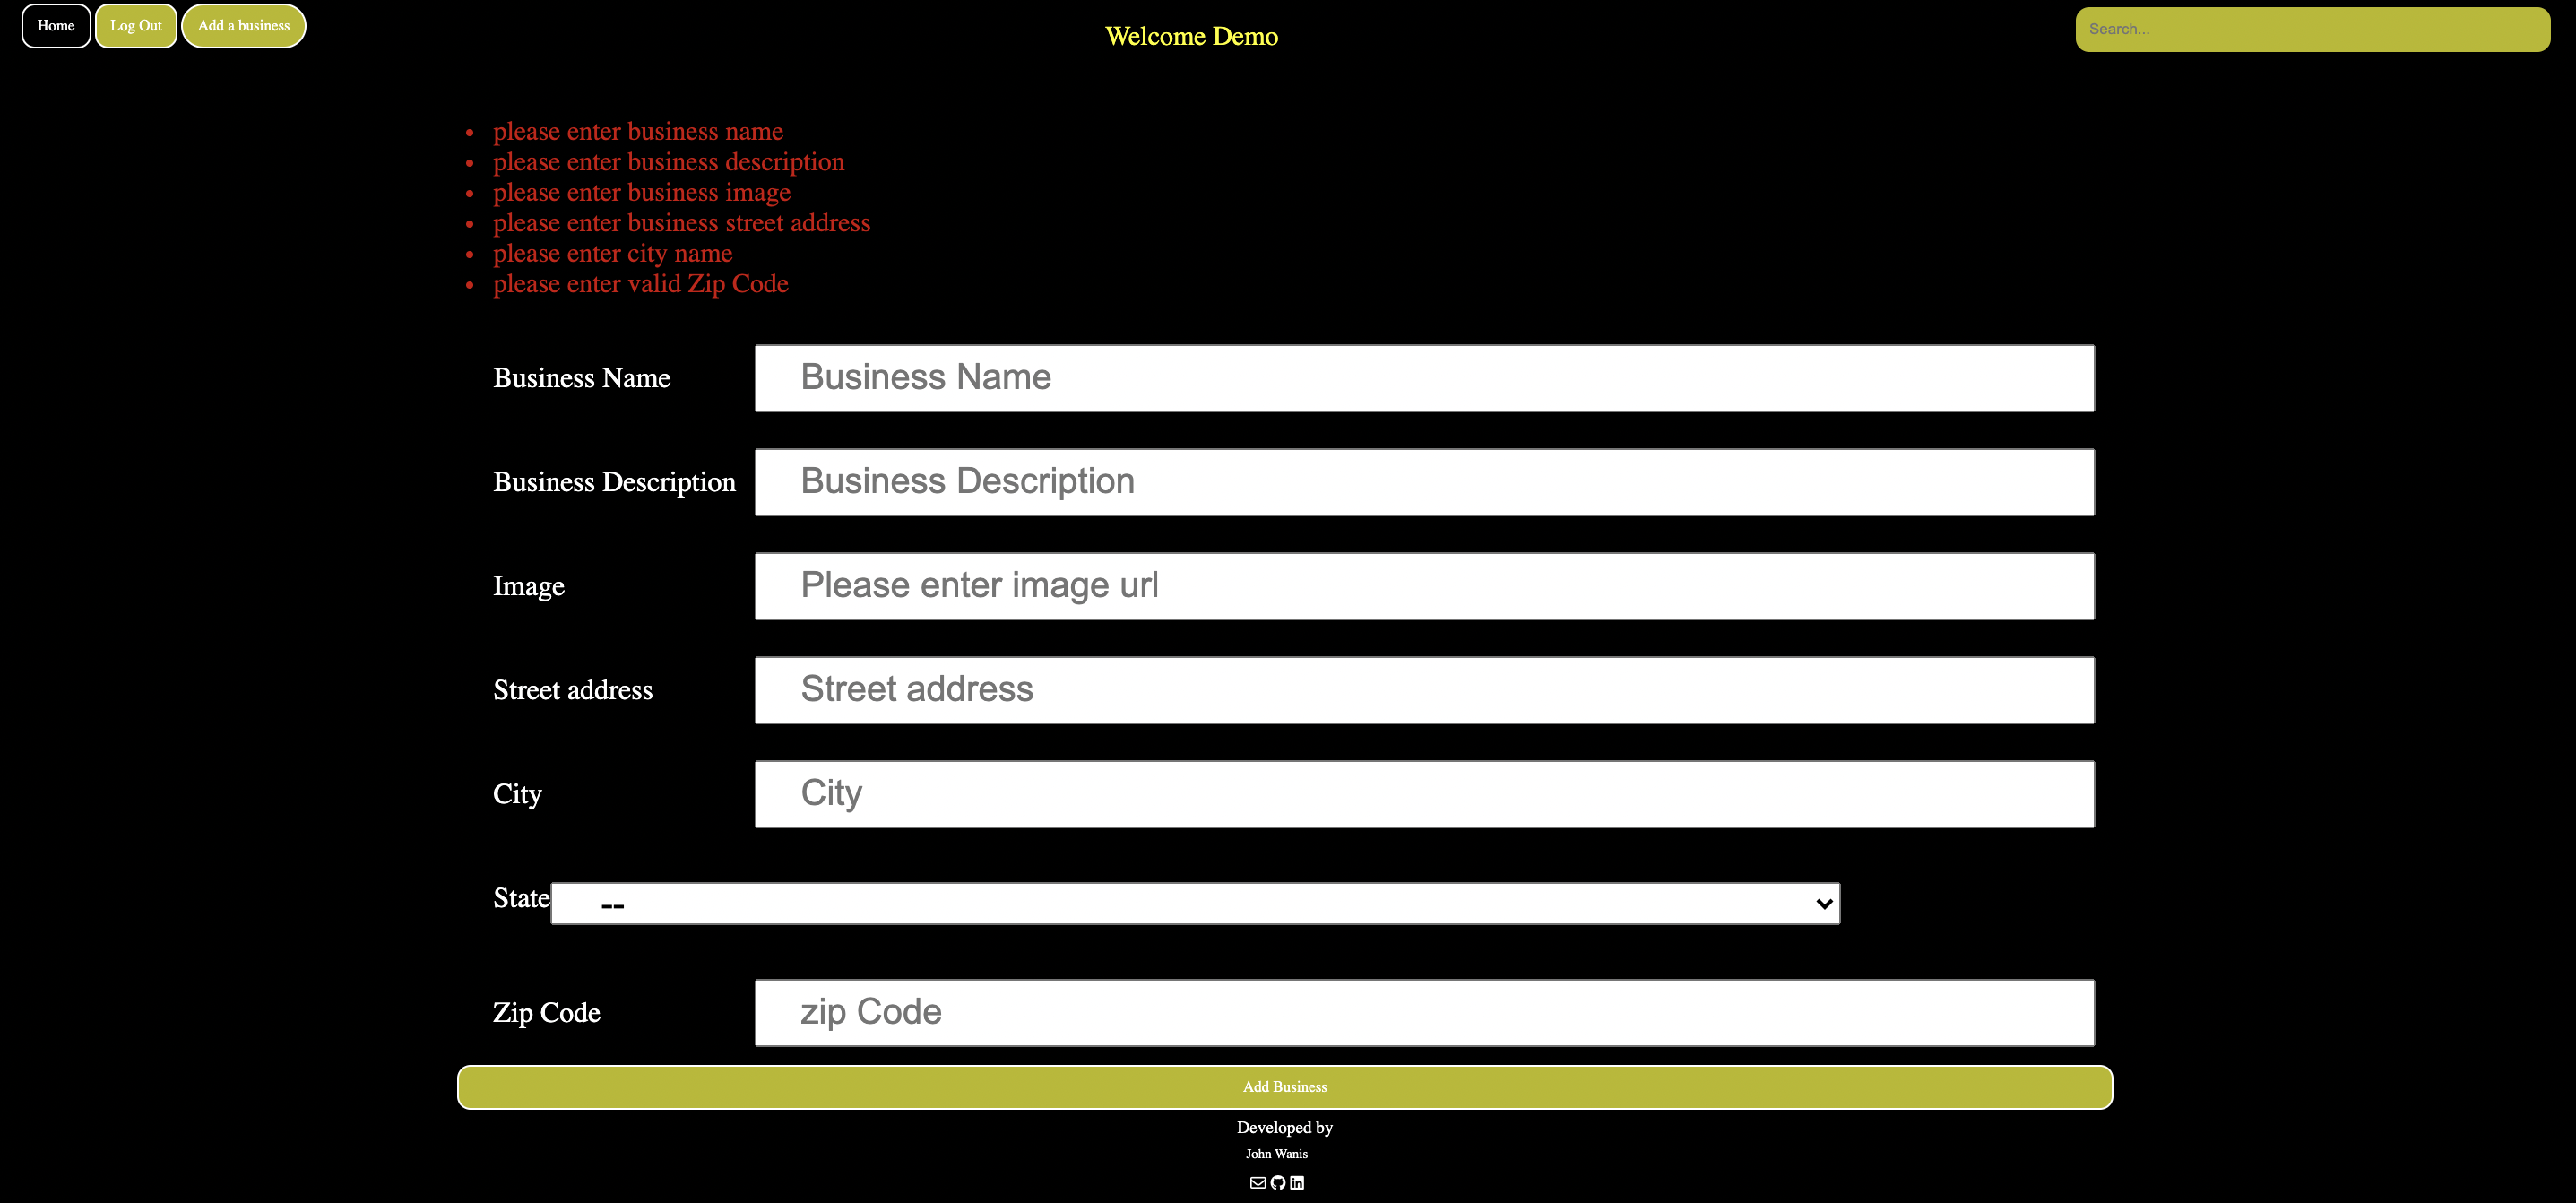 Home Log Out Add a business Welcome Demo Search...
please enter business name
please enter business description
please enter business image
please enter business street address
please enter city name
please enter valid Zip Code
Business Name Business Name
Business Description Business Description
Image Please enter image url
Street address Street address
City City
State --
Zip Code zip Code
Add Business
Developed by
John Wanis